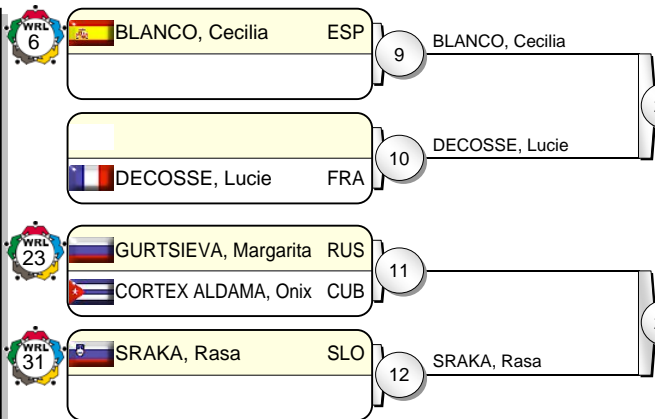 WRL
6
BLANCO, Cecilia ESP
9
BLANCO, Cecilia
10
DECOSSE, Lucie
DECOSSE, Lucie FRA
WRL
23
GURTSIEVA, Margarita RUS
11
CORTEX ALDAMA, Onix CUB
WRL
31
SRAKA, Rasa SLO
12
SRAKA, Rasa